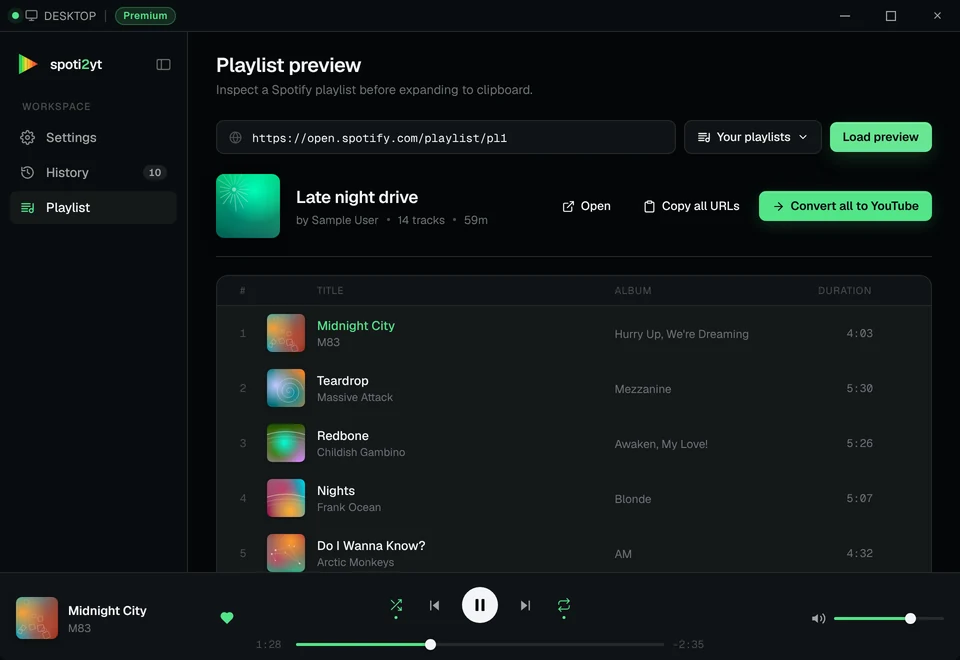 DESKTOP Premium
spoti2yt
WORKSPACE
Settings
History 10
Playlist
Playlist preview
Inspect a Spotify playlist before expanding to clipboard.
https://open.spotify.com/playlist/pl1 Your playlists Load preview
Late night drive
by Sample User • 14 tracks • 59m
Open Copy all URLs Convert all to YouTube
# TITLE ALBUM DURATION
1 Midnight City Hurry Up, We're Dreaming 4:03
M83
2 Teardrop Mezzanine 5:30
Massive Attack
3 Redbone Awaken, My Love! 5:26
Childish Gambino
4 Nights Blonde 5:07
Frank Ocean
5 Do I Wanna Know? AM 4:32
Arctic Monkeys
Midnight City
M83
1:28 -2:35